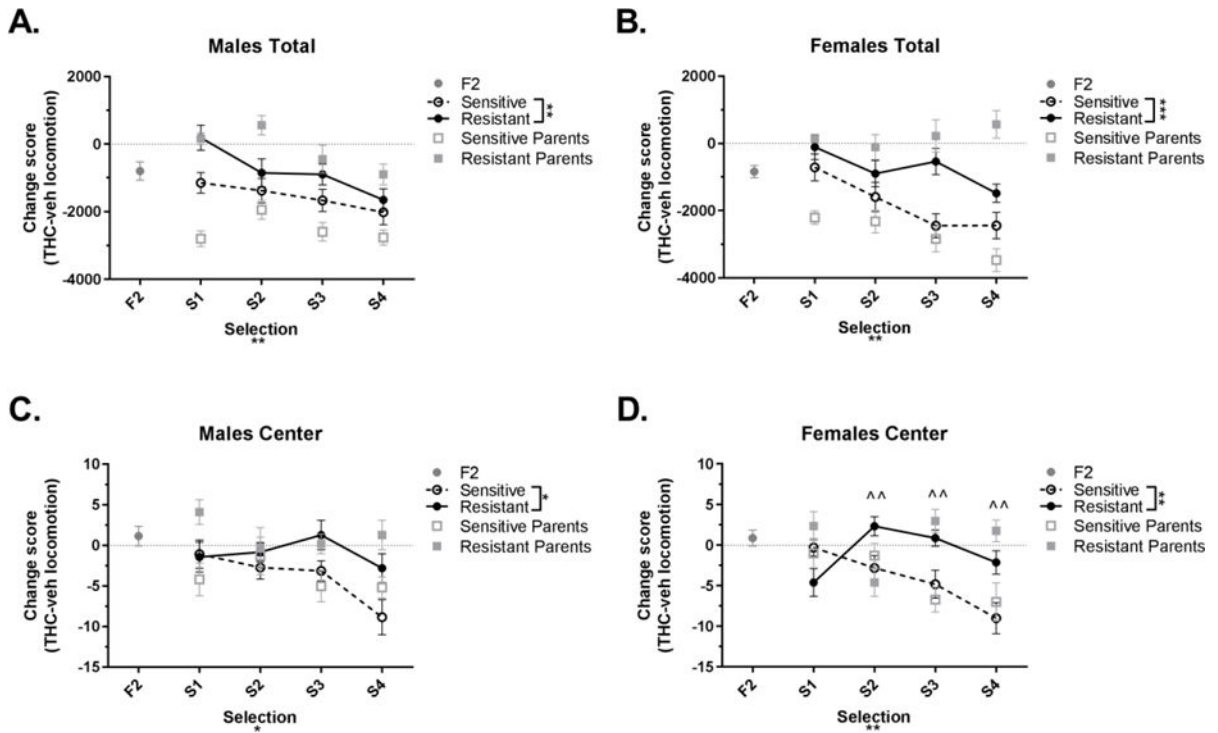 A.
Males Total
Change score
(THC-veh locomotion)
2000
0
-2000
-4000
F2
S1
S2
S3
S4
Selection
**
F2
Sensitive
Resistant
**
Sensitive Parents
Resistant Parents
B.
Females Total
Change score
(THC-veh locomotion)
2000
0
-2000
-4000
F2
S1
S2
S3
S4
Selection
**
F2
Sensitive
Resistant
***
Sensitive Parents
Resistant Parents
C.
Males Center
Change score
(THC-veh locomotion)
10
5
0
-5
-10
-15
F2
S1
S2
S3
S4
Selection
*
F2
Sensitive
Resistant
*
Sensitive Parents
Resistant Parents
D.
Females Center
Change score
(THC-veh locomotion)
10
5
0
-5
-10
-15
^^ ^^ ^^
F2
S1
S2
S3
S4
Selection
**
F2
Sensitive
Resistant
**
Sensitive Parents
Resistant Parents